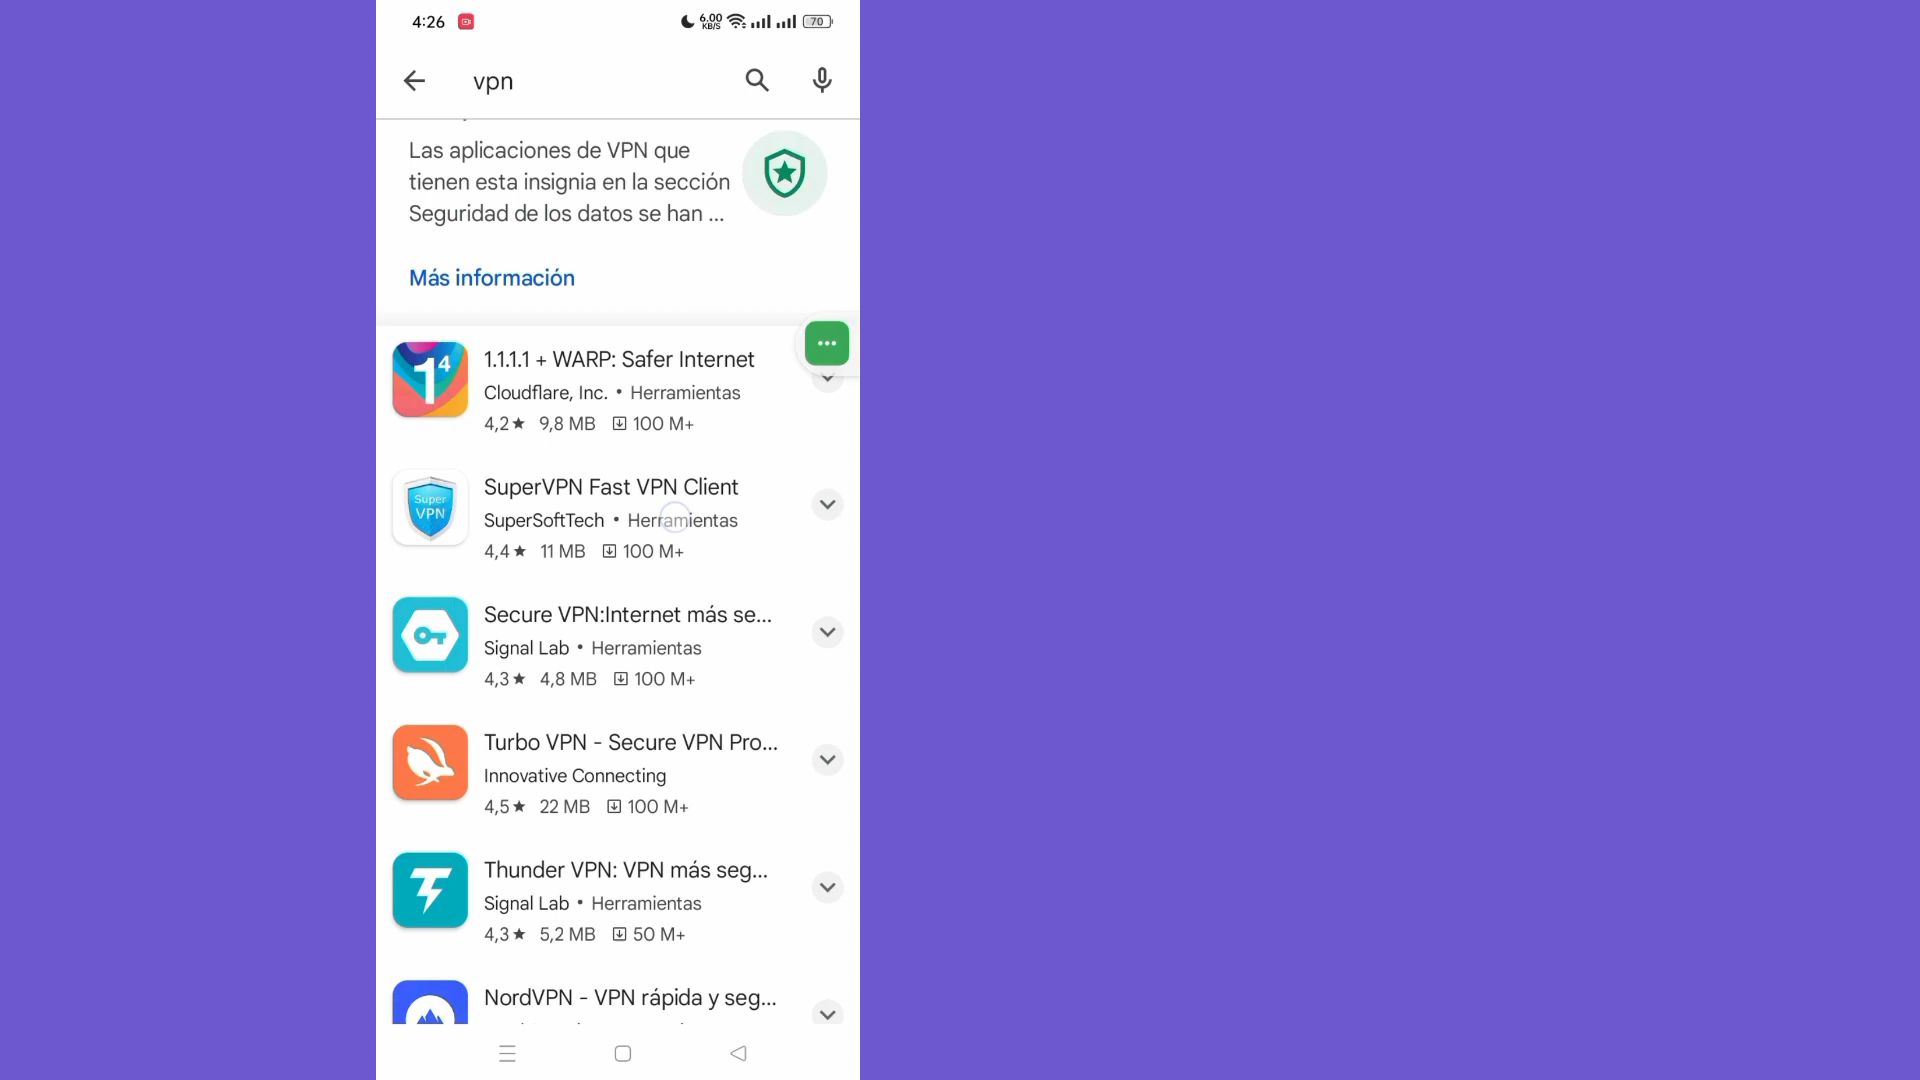 4:26
6.00
KB/S
70
vpn
Las aplicaciones de VPN que
tienen esta insignia en la sección
Seguridad de los datos se han ...
Más información
1.1.1.1 + WARP: Safer Internet
Cloudflare, Inc. • Herramientas
4,2★ 9,8 MB 100 M+
SuperVPN Fast VPN Client
Super
VPN
SuperSoftTech • Herramientas
4,4★ 11 MB 100 M+
Secure VPN:Internet más se...
Signal Lab • Herramientas
4,3★ 4,8 MB 100 M+
Turbo VPN - Secure VPN Pro...
Innovative Connecting
4,5★ 22 MB 100 M+
Thunder VPN: VPN más seg...
Signal Lab • Herramientas
4,3★ 5,2 MB 50 M+
NordVPN - VPN rápida y seg...